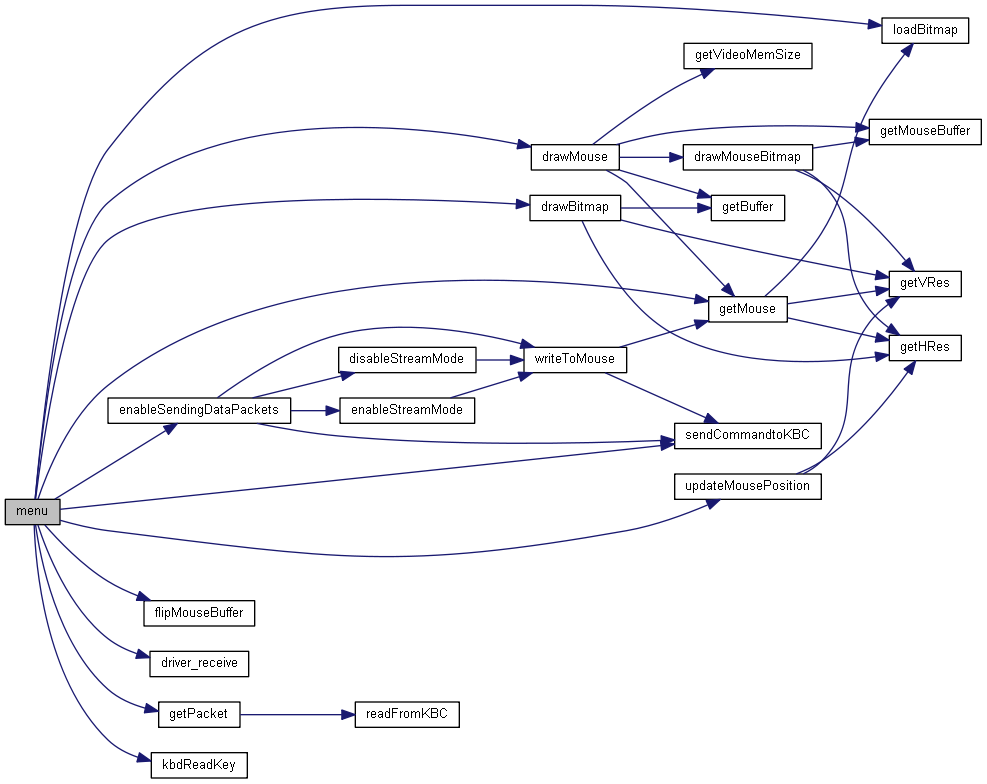 loadBitmap
getVideoMemSize
getMouseBuffer
drawMouse
drawMouseBitmap
drawBitmap
getBuffer
getVRes
getMouse
getHRes
disableStreamMode
writeToMouse
enableSendingDataPackets
enableStreamMode
sendCommandtoKBC
updateMousePosition
menu
flipMouseBuffer
driver_receive
getPacket
readFromKBC
kbdReadKey